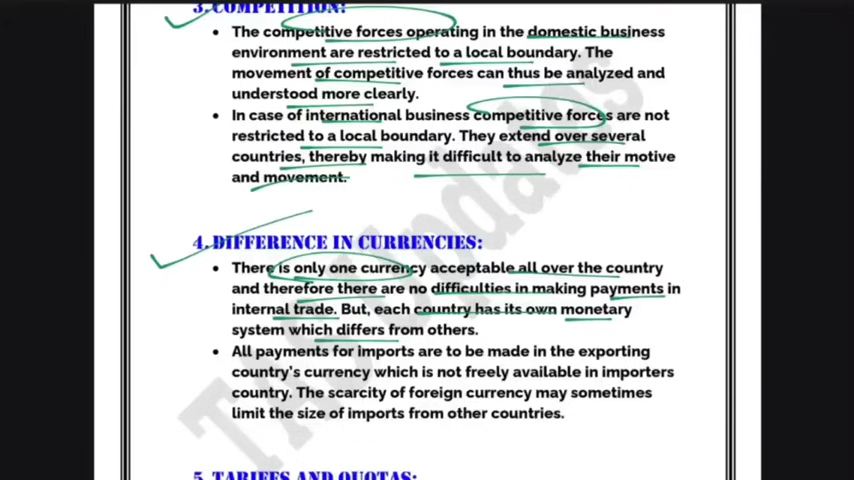 3. COMPETITION:
• The competitive forces operating in the domestic business
environment are restricted to a local boundary. The
movement of competitive forces can thus be analyzed and
understood more clearly.
• In case of international business competitive forces are not
restricted to a local boundary. They extend over several
countries, thereby making it difficult to analyze their motive
and movement.
4. DIFFERENCE IN CURRENCIES:
• There is only one currency acceptable all over the country
and therefore there are no difficulties in making payments in
internal trade. But, each country has its own monetary
system which differs from others.
• All payments for imports are to be made in the exporting
country's currency which is not freely available in importers
country. The scarcity of foreign currency may sometimes
limit the size of imports from other countries.
5. TARIFFS AND QUOTAS:
TAS Updates